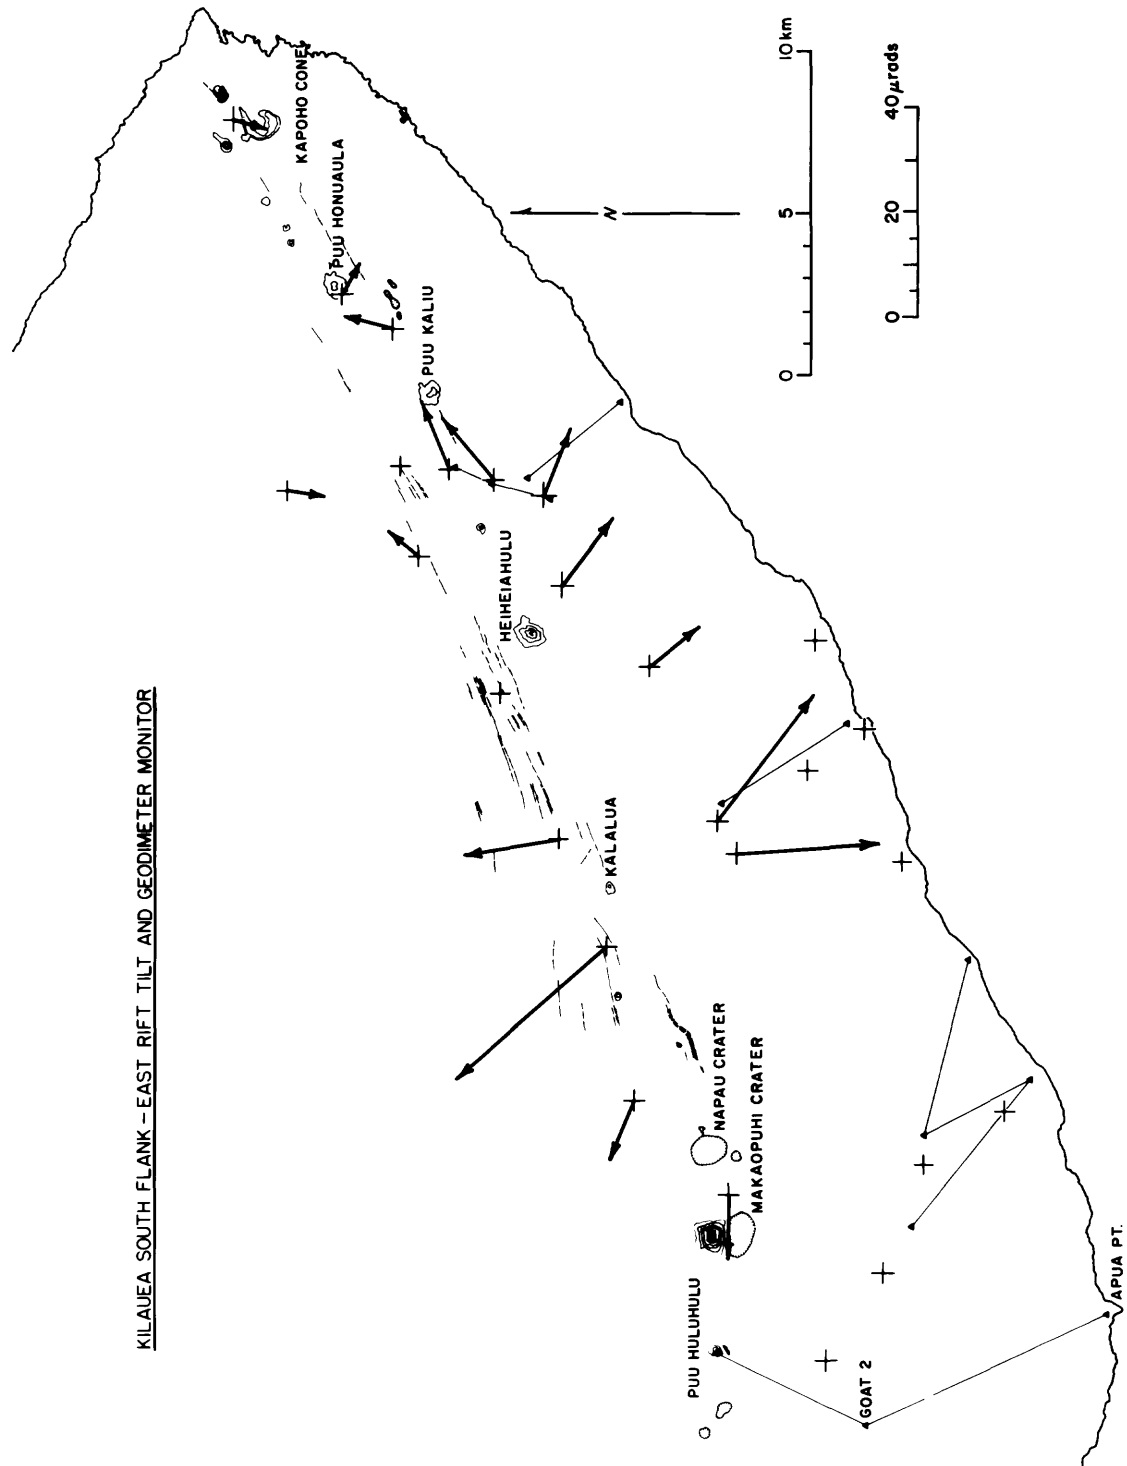 KILAUEA SOUTH FLANK - EAST RIFT TILT AND GEODIMETER MONITOR
KAPOHO CONE
PUU HONUAULA
PUU KALIU
HEIHEIAHULU
KALALUA
NAPAU CRATER
MAKAOPUHI CRATER
PUU HULUHULU
GOAT 2
APUA PT.
N
0 5 10 km
0 20 40 μrads